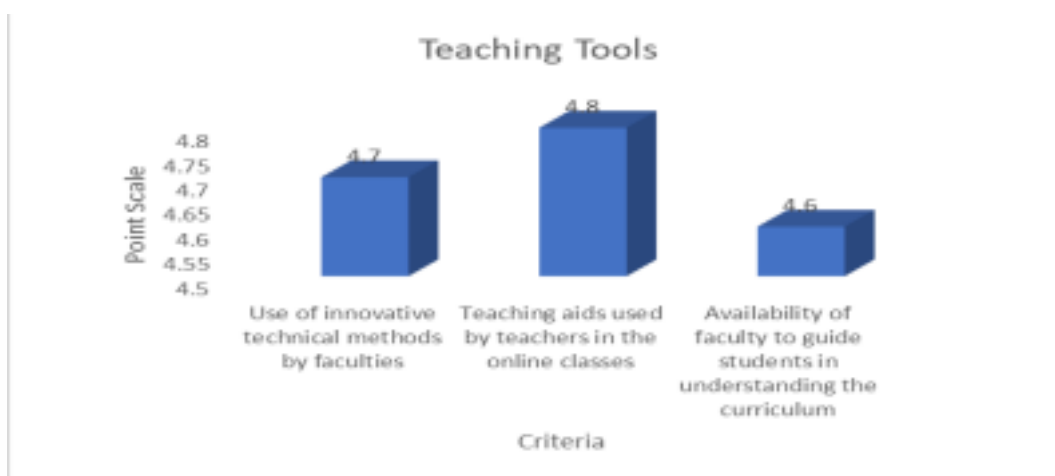 Teaching Tools
4.8
4.7
4.6
4.8
4.75
4.7
4.65
4.6
4.55
4.5
Point Scale
Use of innovative
technical methods
by faculties
Teaching aids used
by teachers in the
online classes
Availability of
faculty to guide
students in
understanding the
curriculum
Criteria